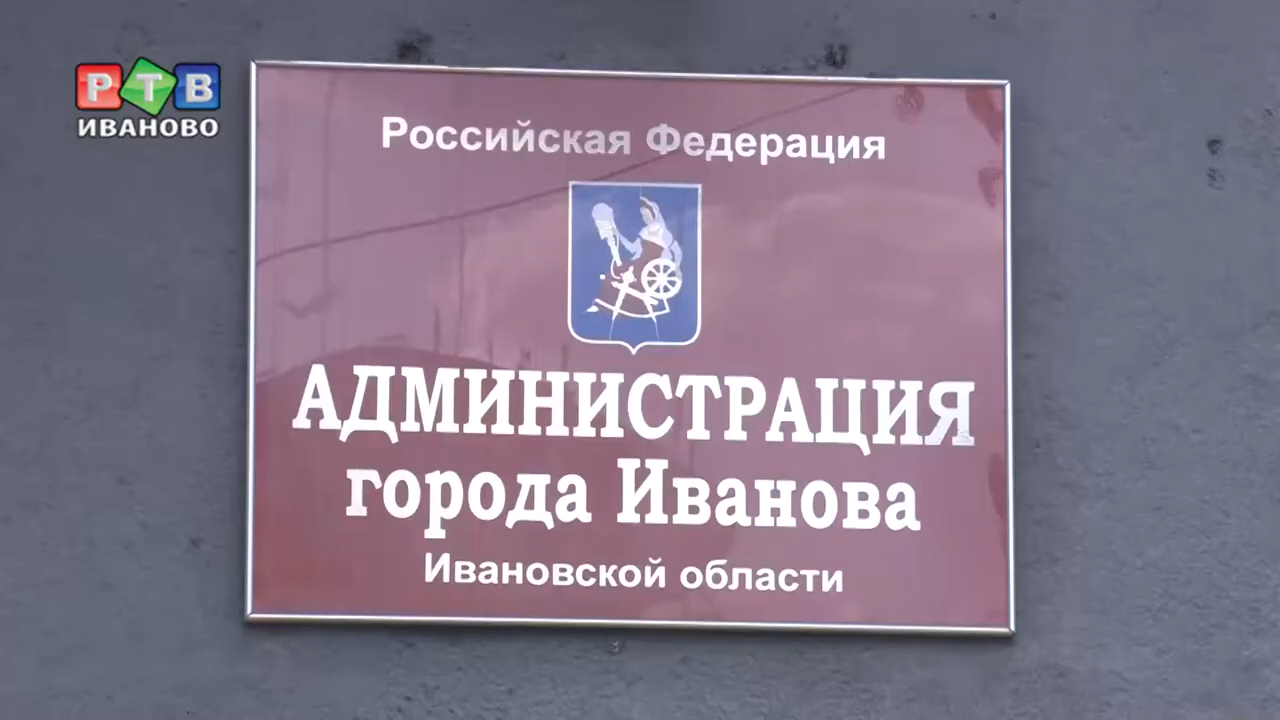 РТВ
ИВАНОВО
Российская Федерация
АДМИНИСТРАЦИЯ
города Иванова
Ивановской области